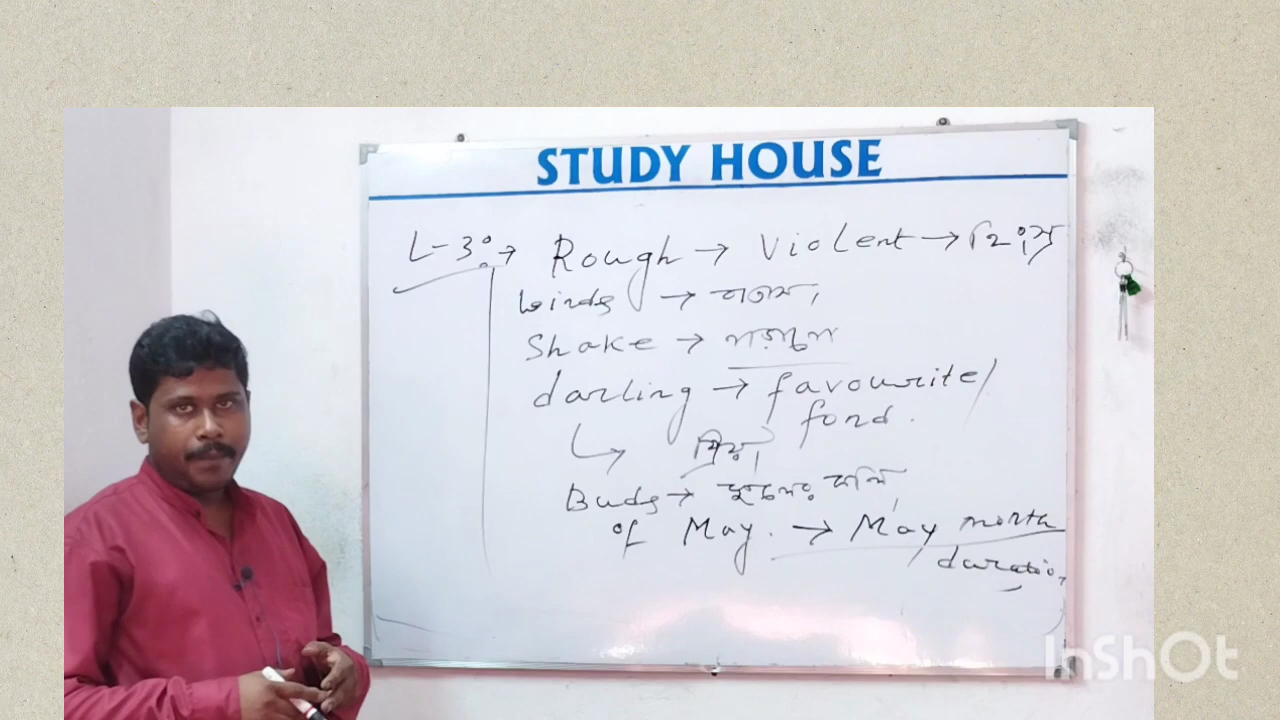 STUDY HOUSE
L-3:→ Rough → Violent → হিংস্র
Winds → বাতাস,
Shake → নাড়ানো
darling → favourite/
fond.
↳ প্রিয়,
Buds → ফুলের কলি,
of May. → May month
duration
InShOt